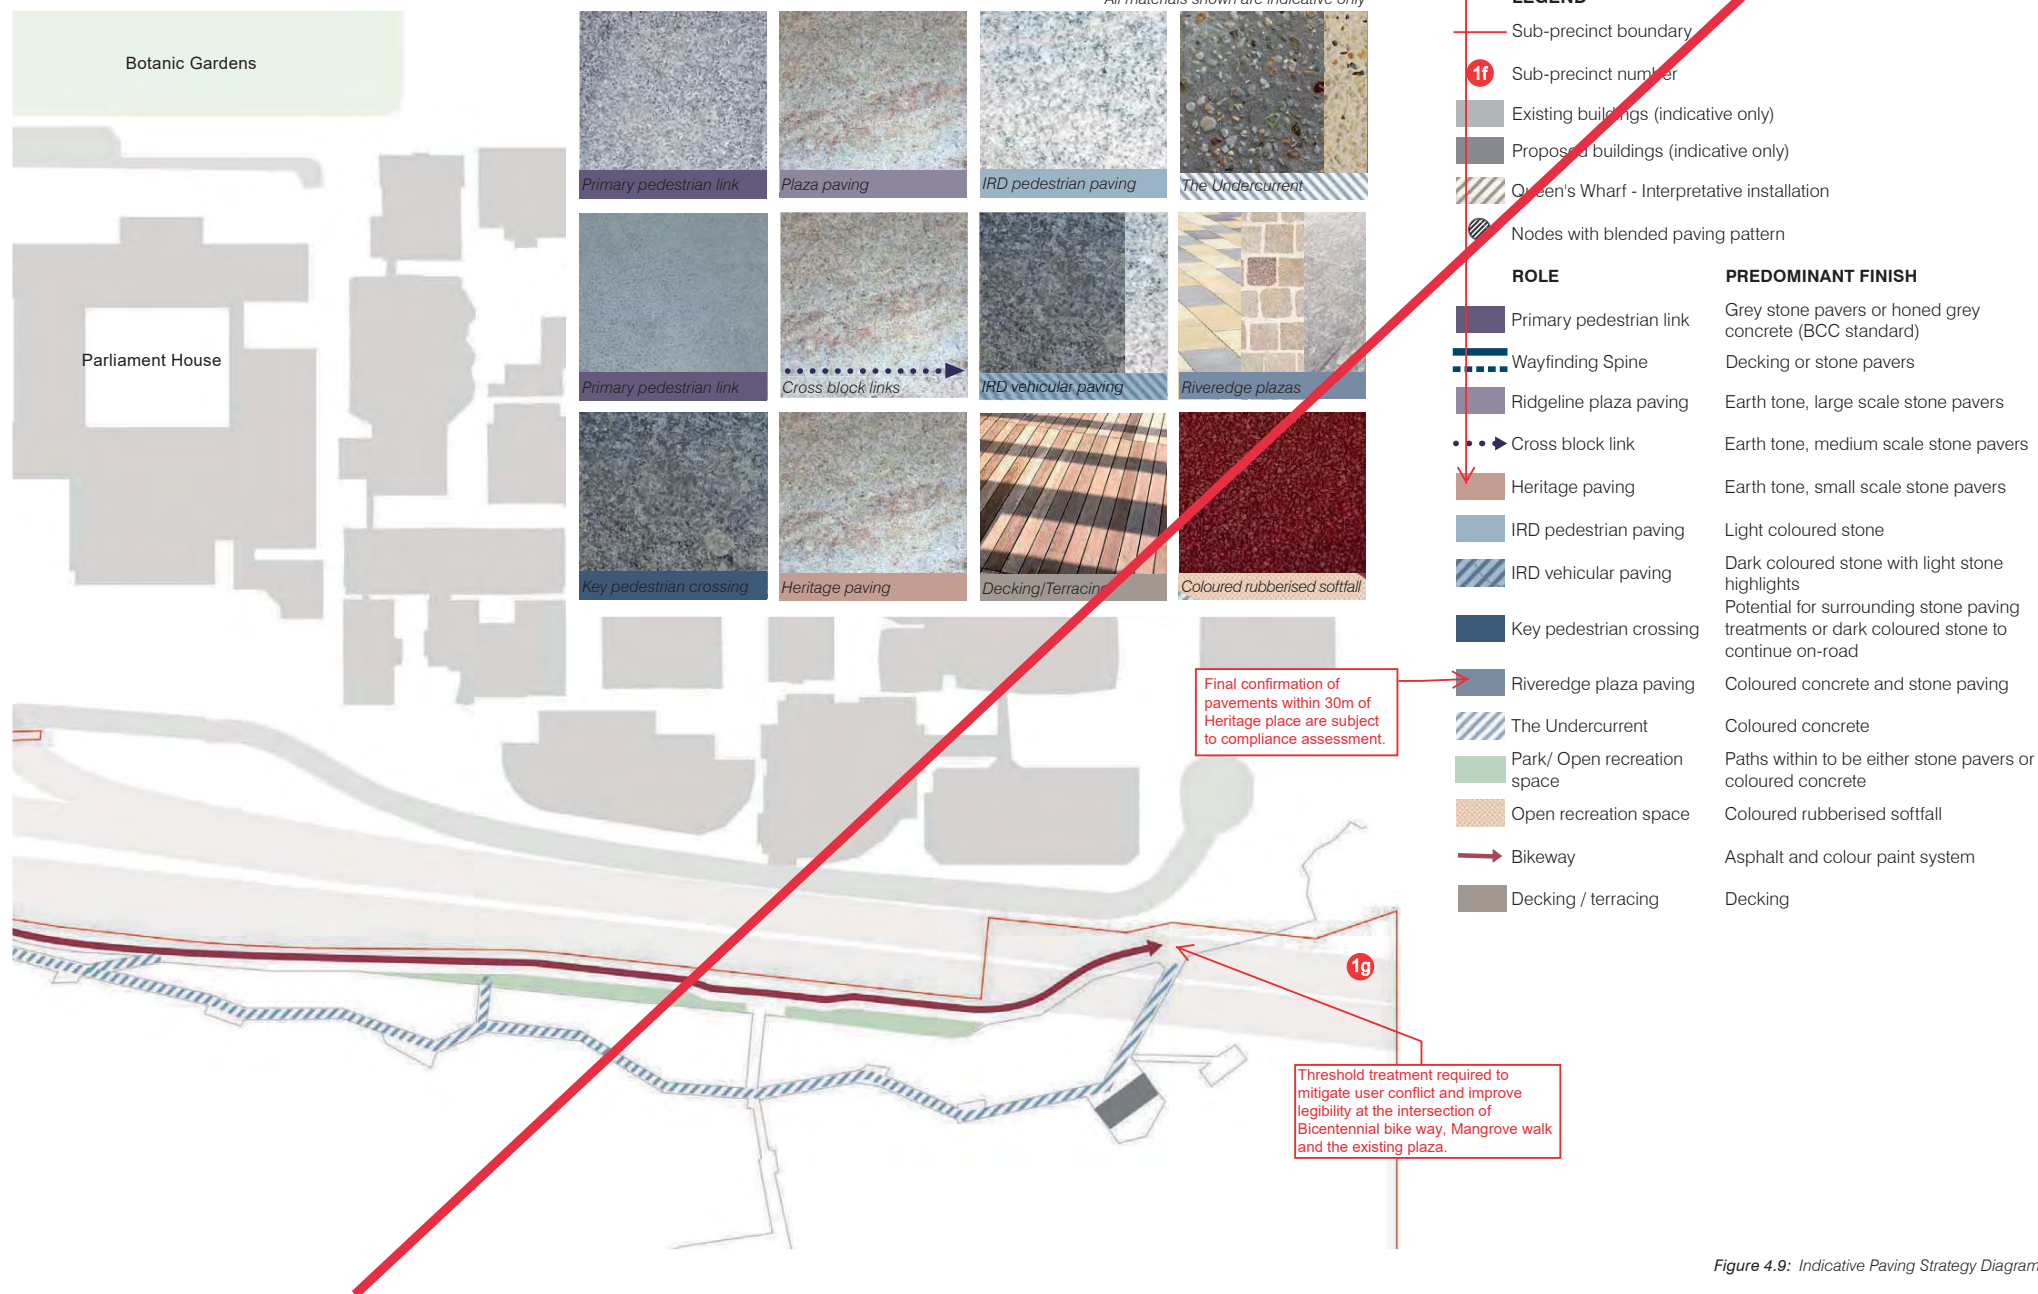 All materials shown are indicative only
Botanic Gardens
Parliament House
Primary pedestrian link
Plaza paving
IRD pedestrian paving
The Undercurrent
Primary pedestrian link
Cross block links
IRD vehicular paving
Riveredge plazas
Key pedestrian crossing
Heritage paving
Decking/Terracing
Coloured rubberised softfall
LEGEND
Sub-precinct boundary
1f Sub-precinct number
Existing buildings (indicative only)
Proposed buildings (indicative only)
Queen's Wharf - Interpretative installation
Nodes with blended paving pattern
ROLE PREDOMINANT FINISH
Primary pedestrian link Grey stone pavers or honed grey
concrete (BCC standard)
Wayfinding Spine Decking or stone pavers
Ridgeline plaza paving Earth tone, large scale stone pavers
Cross block link Earth tone, medium scale stone pavers
Heritage paving Earth tone, small scale stone pavers
IRD pedestrian paving Light coloured stone
IRD vehicular paving Dark coloured stone with light stone
highlights
Key pedestrian crossing Potential for surrounding stone paving
treatments or dark coloured stone to
continue on-road
Riveredge plaza paving Coloured concrete and stone paving
The Undercurrent Coloured concrete
Park/ Open recreation
space
Paths within to be either stone pavers or
coloured concrete
Open recreation space Coloured rubberised softfall
Bikeway Asphalt and colour paint system
Decking / terracing Decking
Final confirmation of
pavements within 30m of
Heritage place are subject
to compliance assessment.
1g
Threshold treatment required to
mitigate user conflict and improve
legibility at the intersection of
Bicentennial bike way, Mangrove walk
and the existing plaza.
Figure 4.9: Indicative Paving Strategy Diagram